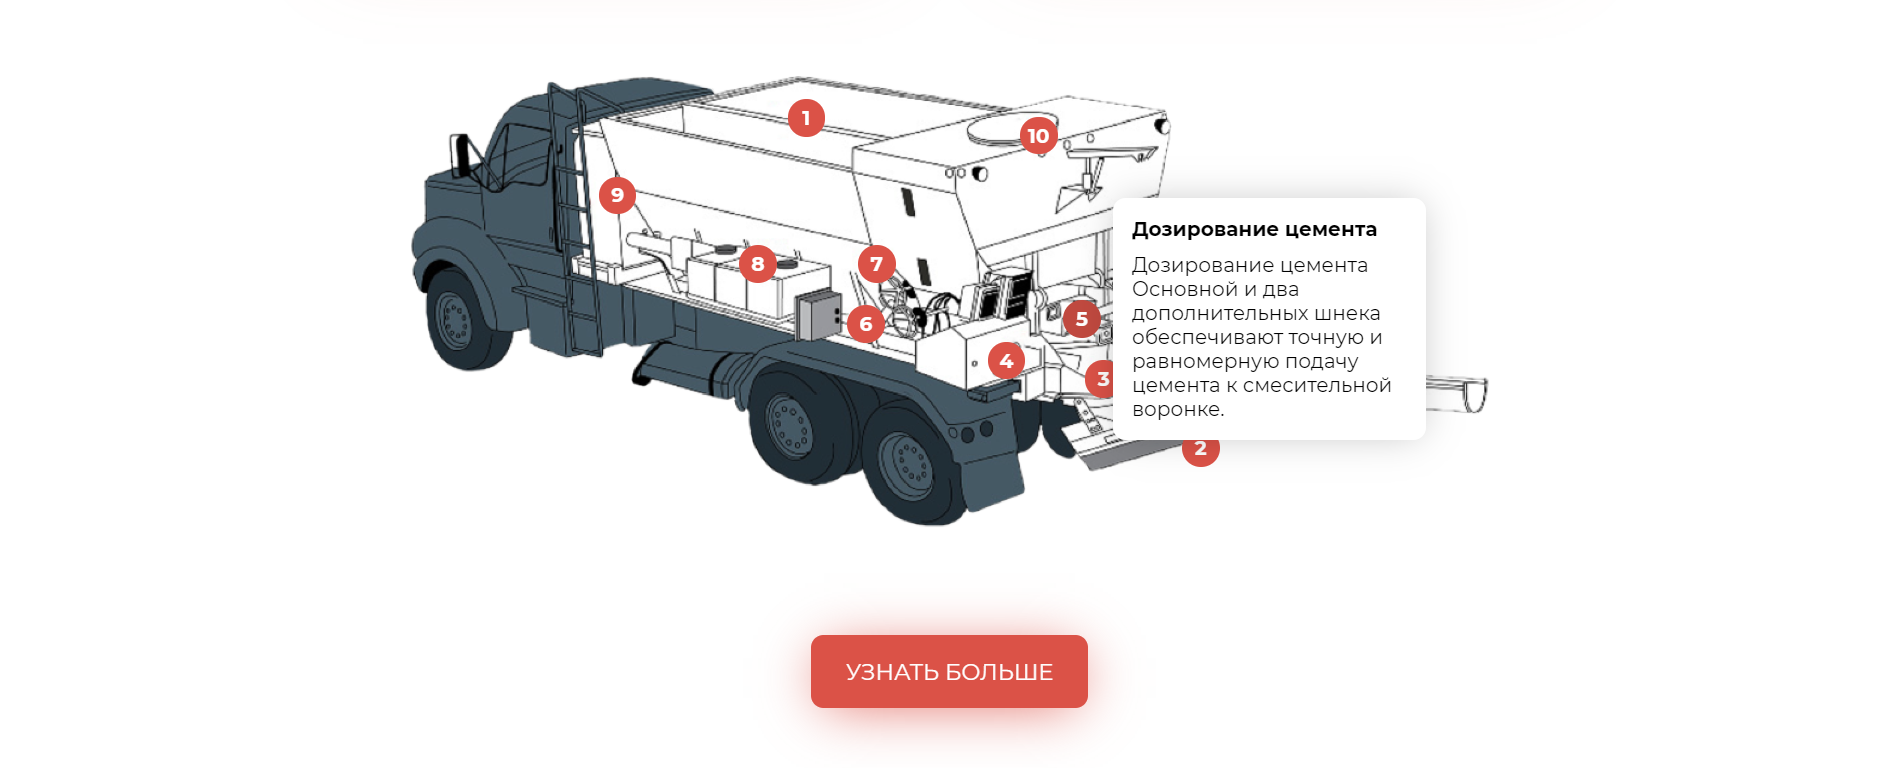 1
10
9
8
7
6
5
4
3
2
Дозирование цемента
Дозирование цемента
Основной и два
дополнительных шнека
обеспечивают точную и
равномерную подачу
цемента к смесительной
воронке.
УЗНАТЬ БОЛЬШЕ